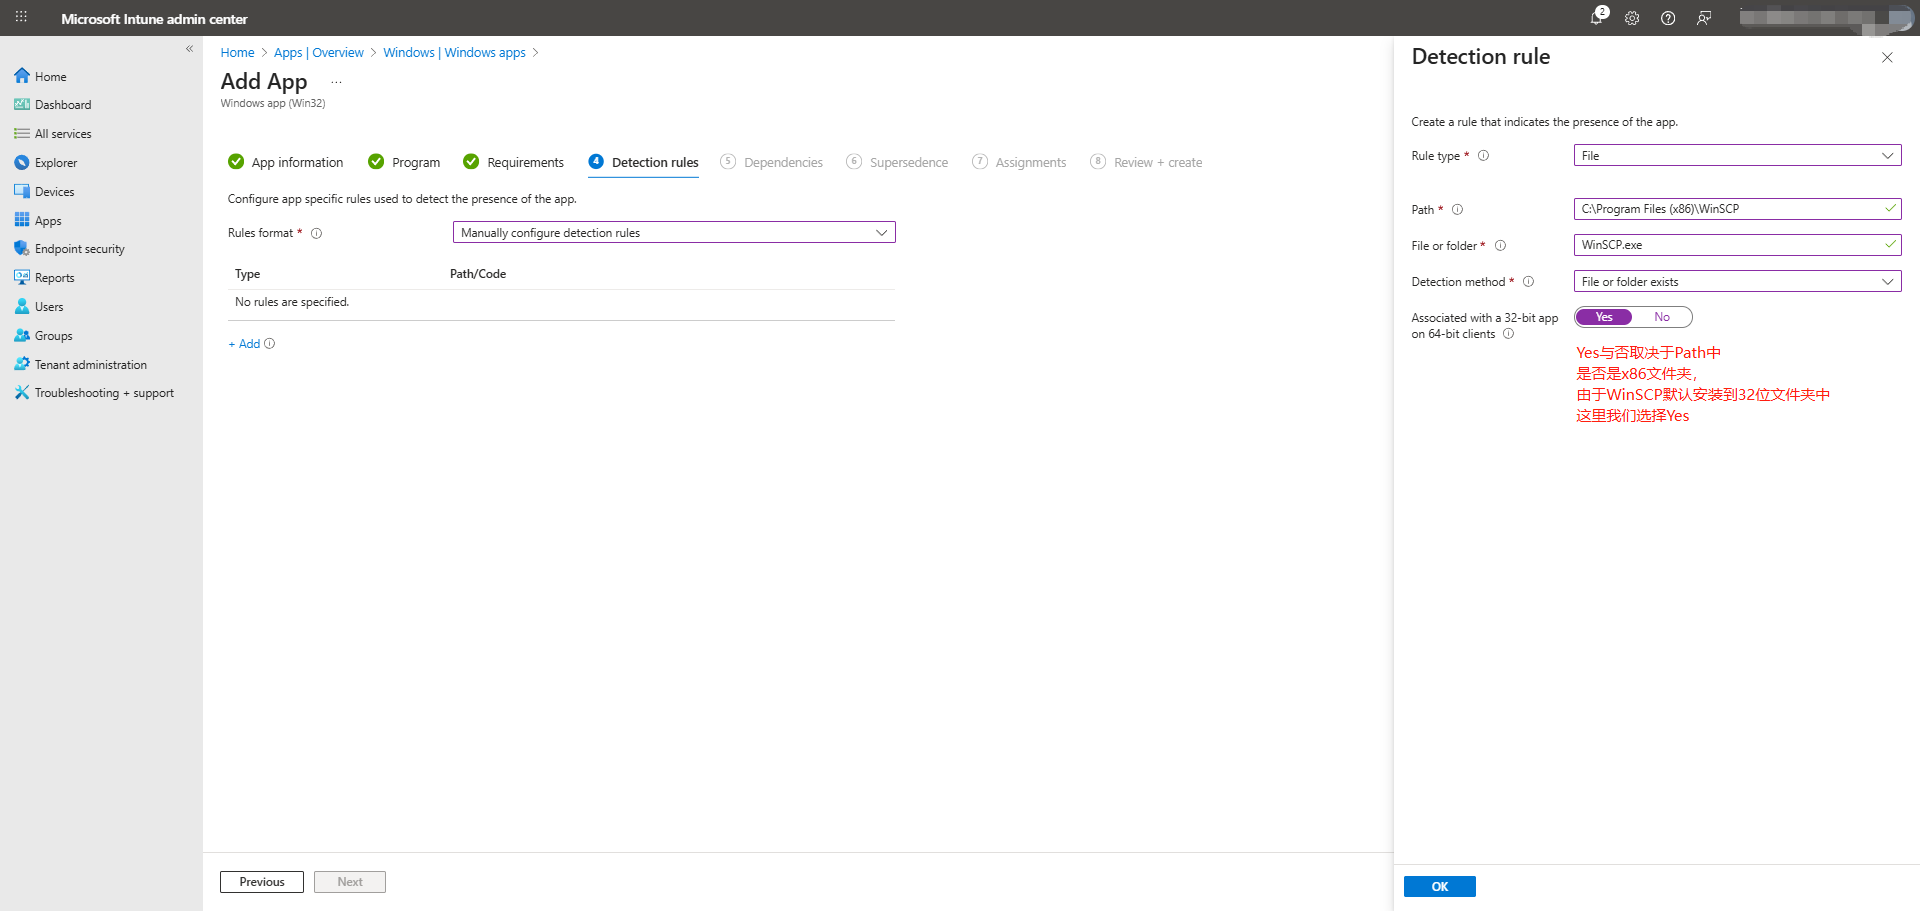 Microsoft Intune admin center
2
«
Home
Dashboard
All services
Explorer
Devices
Apps
Endpoint security
Reports
Users
Groups
Tenant administration
Troubleshooting + support
Home > Apps | Overview > Windows | Windows apps >
Add App ...
Windows app (Win32)
App information
Program
Requirements
4 Detection rules
5 Dependencies
6 Supersedence
7 Assignments
8 Review + create
Configure app specific rules used to detect the presence of the app.
Rules format *
Manually configure detection rules
Type Path/Code
No rules are specified.
+ Add
Previous
Next
Detection rule
Create a rule that indicates the presence of the app.
Rule type *
File
Path *
C:\Program Files (x86)\WinSCP
File or folder *
WinSCP.exe
Detection method *
File or folder exists
Associated with a 32-bit app
on 64-bit clients
Yes No
Yes与否取决于Path中
是否是x86文件夹，
由于WinSCP默认安装到32位文件夹中
这里我们选择Yes
OK